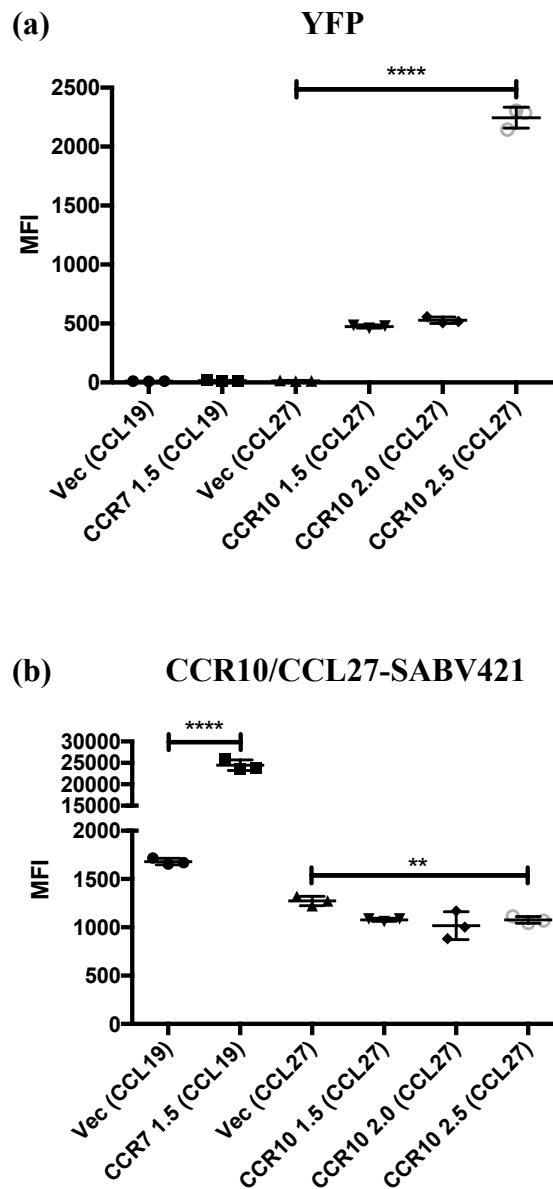 (a) YFP
****
2500
2000
1500
1000
500
0
MFI
Vec (CCL19)
CCR7 1.5 (CCL19)
Vec (CCL27)
CCR10 1.5 (CCL27)
CCR10 2.0 (CCL27)
CCR10 2.5 (CCL27)
(b) CCR10/CCL27-SABV421
****
30000
25000
20000
15000
2000
**
1500
1000
500
0
MFI
Vec (CCL19)
CCR7 1.5 (CCL19)
Vec (CCL27)
CCR10 1.5 (CCL27)
CCR10 2.0 (CCL27)
CCR10 2.5 (CCL27)